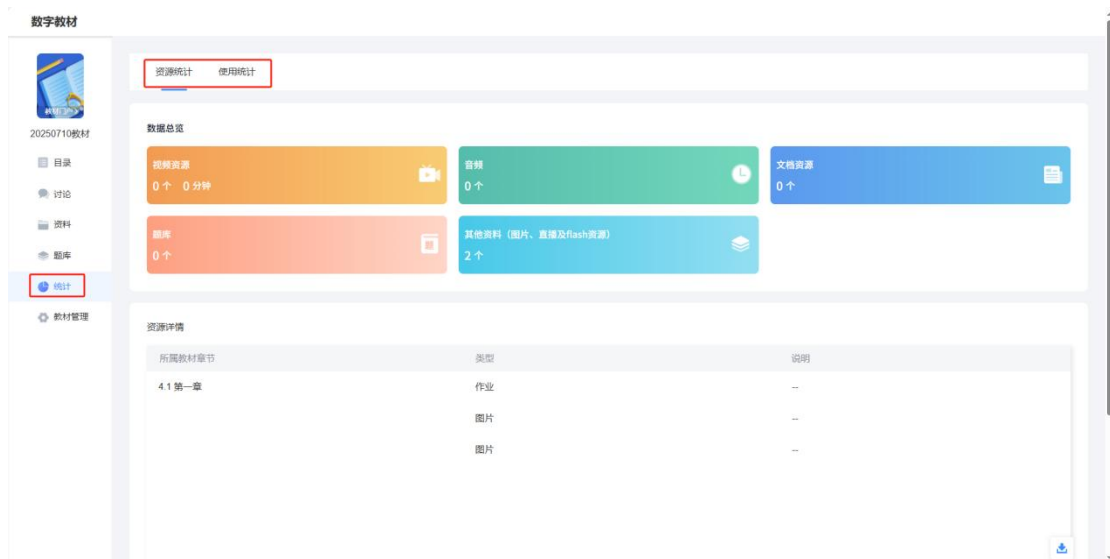 数字教材
教材门户>
20250710教材
目录
讨论
资料
题库
统计
教材管理
资源统计 使用统计
数据总览
视频资源
0 个 0 分钟
音频
0 个
文档资源
0 个
题库
0 个
其他资料（图片、直播及flash资源）
2 个
资源详情
所属教材章节 类型 说明
4.1 第一章 作业 --
图片 --
图片 --